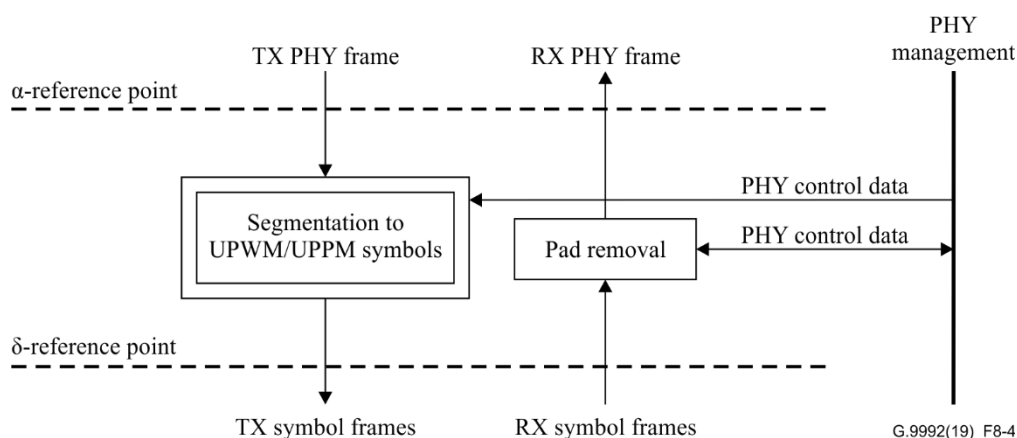 PHY
management
TX PHY frame
RX PHY frame
α-reference point
PHY control data
Segmentation to
UPWM/UPPM symbols
Pad removal
PHY control data
δ-reference point
TX symbol frames
RX symbol frames
G.9992(19)_F8-4